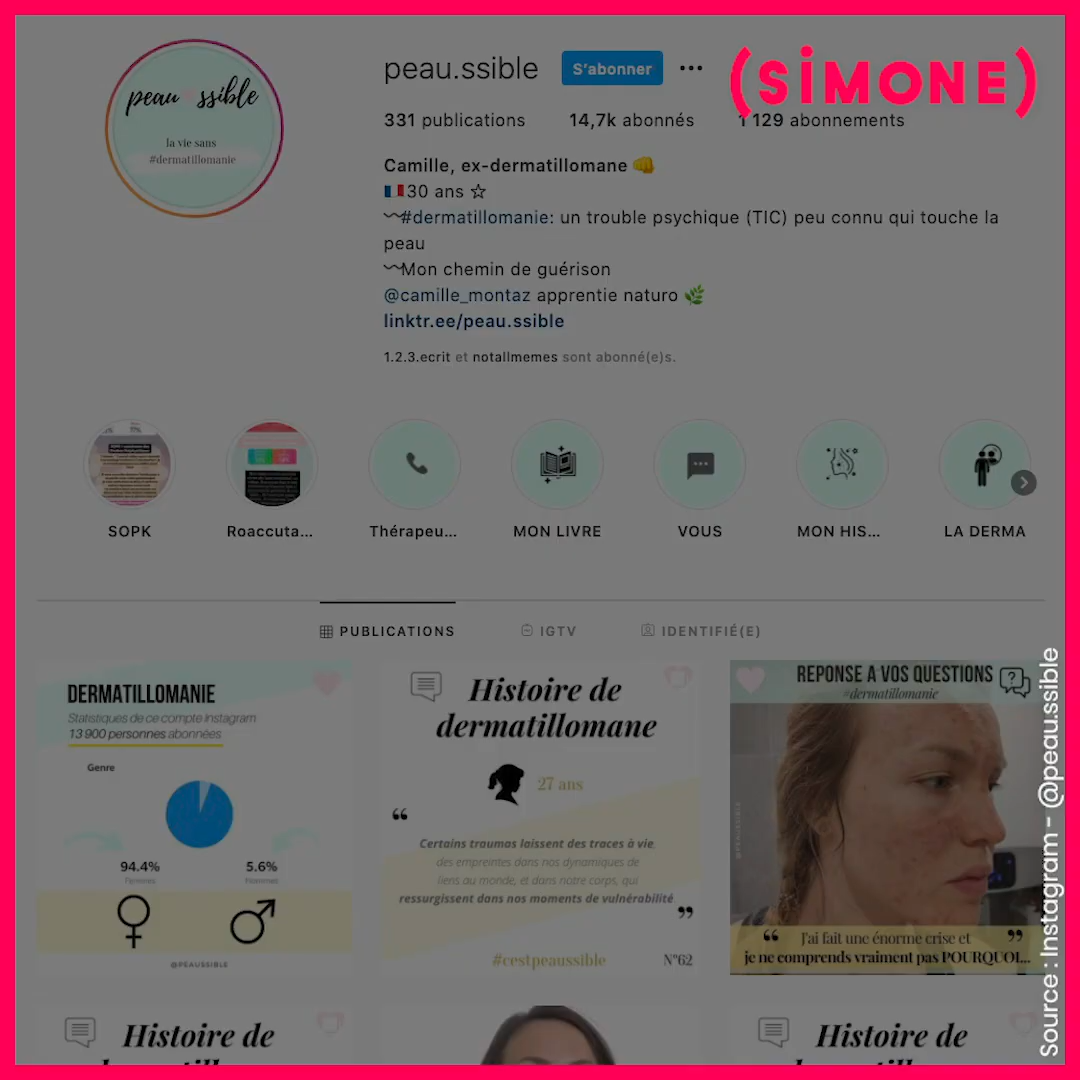 peau ssible
la vie sans
#dermatillomanie
peau.ssible
S'abonner
(SiMONE)
331 publications
14,7k abonnés
1 129 abonnements
Camille, ex-dermatillomane 👊
🇫🇷30 ans ☆
〰#dermatillomanie: un trouble psychique (TIC) peu connu qui touche la
peau
〰Mon chemin de guérison
@camille_montaz apprentie naturo 🌿
linktr.ee/peau.ssible
1.2.3.ecrit et notallmemes sont abonné(e)s.
SOPK
Roaccuta...
Thérapeu...
MON LIVRE
VOUS
MON HIS...
LA DERMA
PUBLICATIONS
IGTV
IDENTIFIÉ(E)
DERMATILLOMANIE
Statistiques de ce compte Instagram
13 900 personnes abonnées
Genre
94.4%
Femmes
5.6%
Hommes
@PEAUSSIBLE
Histoire de
dermatillomane
27 ans
“
Certains traumas laissent des traces à vie,
des empreintes dans nos dynamiques de
liens au monde, et dans notre corps, qui
ressurgissent dans nos moments de vulnérabilité
”
#cestpeaussible
N°62
REPONSE A VOS QUESTIONS
#dermatillomanie
@PEAUSSIBLE
“ J'ai fait une énorme crise et ”
je ne comprends vraiment pas POURQUOI...
Histoire de
Histoire de
Source : Instagram - @peau.ssible